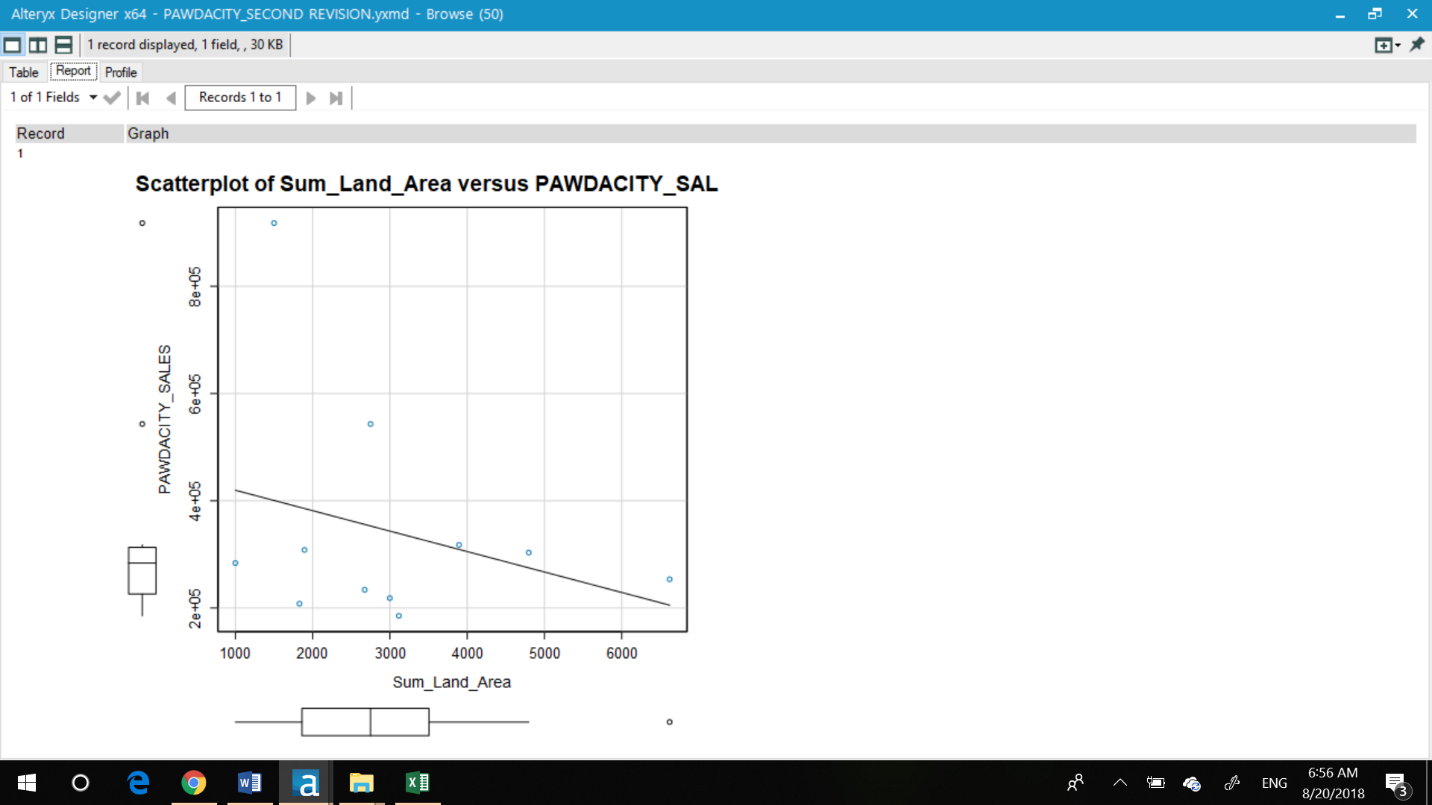 Alteryx Designer x64 - PAWDACITY_SECOND REVISION.yxmd - Browse (50)
1 record displayed, 1 field, , 30 KB
Table Report Profile
1 of 1 Fields Records 1 to 1
Record Graph
1
Scatterplot of Sum_Land_Area versus PAWDACITY_SAL
PAWDACITY_SALES
8e+05
6e+05
4e+05
2e+05
1000 2000 3000 4000 5000 6000
Sum_Land_Area
ENG
6:56 AM
8/20/2018
3